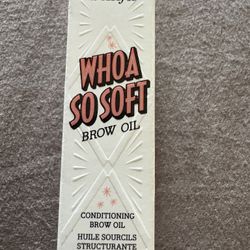 WHOA
SO SOFT
BROW OIL
CONDITIONING
BROW OIL
HUILE SOURCILS
STRUCTURANTE